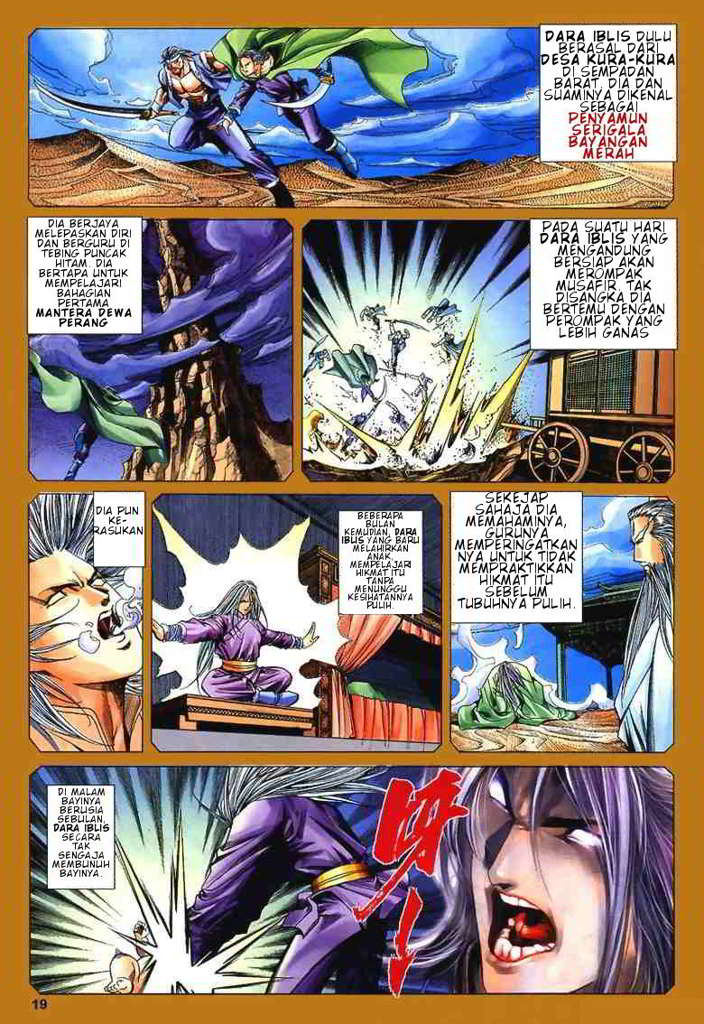 DARA IBLIS DULU
BERASAL DARI
DESA KURA-KURA
DI SEMPADAN
BARAT. DIA DAN
SUAMINYA DIKENAL
SEBAGAI
PENYAMUN
SERIGALA
BAYANGAN
MERAH
PADA SUATU HARI
DARA IBLIS YANG
MENGANDUNG
BERSIAP AKAN
MEROMPAK
MUSAFIR. TAK
DISANGKA DIA
BERTEMU DENGAN
PEROMPAK YANG
LEBIH GANAS
DIA BERJAYA
MELEPASKAN DIRI
DAN BERGURU DI
TEBING PUNCAK
HITAM. DIA
BERTAPA UNTUK
MEMPELAJARI
BAHAGIAN
PERTAMA
MANTERA DEWA
PERANG
SEKEJAP
SAHAJA DIA
MEMAHAMINYA,
GURUNYA
MEMPERINGATKAN
NYA UNTUK TIDAK
MEMPRAKTIKKAN
HIKMAT ITU
SEBELUM
TUBUHNYA PULIH.
BEBERAPA
BULAN
KEMUDIAN, DARA
IBLIS YANG BARU
MELAHIRKAN
ANAK,
MEMPELAJARI
HIKMAT ITU
TANPA
MENUNGGU
KESIHATANNYA
PULIH.
DIA PUN
KE-
RASUKAN
DI MALAM
BAYINYA
BERUSIA
SEBULAN,
DARA IBLIS
SECARA
TAK
SENGAJA
MEMBUNUH
BAYINYA.
呀!
19